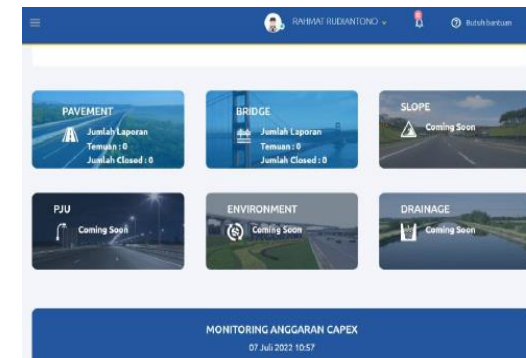 RAHMAT RUDIANTONO
Butuh bantuan
PAVEMENT
Jumlah Laporan
Temuan : 0
Jumlah Closed : 0
BRIDGE
Jumlah Laporan
Temuan : 0
Jumlah Closed : 0
SLOPE
Coming Soon
PJU
Coming Soon
ENVIRONMENT
Coming Soon
DRAINAGE
Coming Soon
MONITORING ANGGARAN CAPEX
07 Juli 2022 10:57